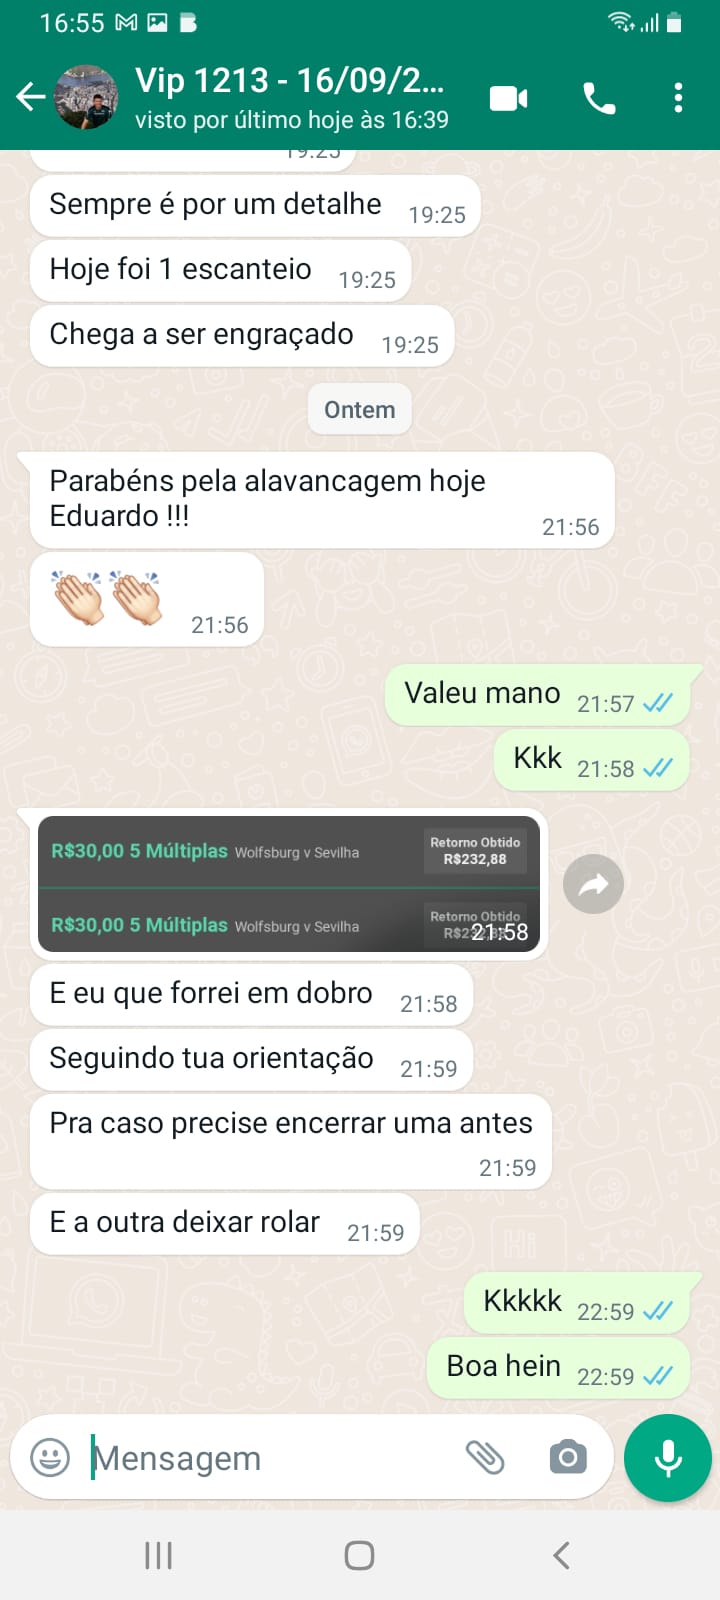 16:55
Vip 1213 - 16/09/2...
visto por último hoje às 16:39
19:25
Sempre é por um detalhe 19:25
Hoje foi 1 escanteio 19:25
Chega a ser engraçado 19:25
Ontem
Parabéns pela alavancagem hoje
Eduardo !!! 21:56
21:56
Valeu mano 21:57
Kkk 21:58
R$30,00 5 Múltiplas Wolfsburg v Sevilha Retorno Obtido
R$232,88
R$30,00 5 Múltiplas Wolfsburg v Sevilha Retorno Obtido
21:58
E eu que forrei em dobro 21:58
Seguindo tua orientação 21:59
Pra caso precise encerrar uma antes
21:59
E a outra deixar rolar 21:59
Kkkkk 22:59
Boa hein 22:59
Mensagem